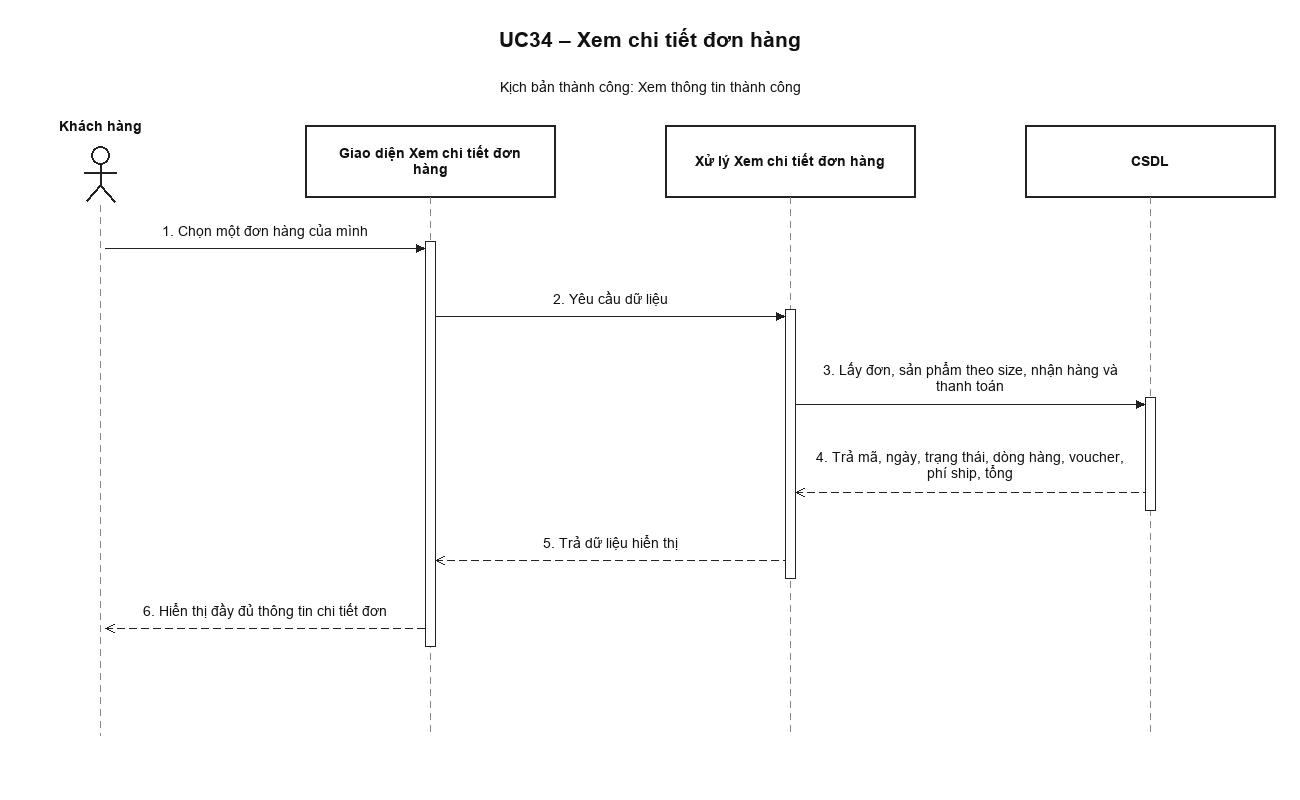 UC34 – Xem chi tiết đơn hàng
Kịch bản thành công: Xem thông tin thành công
Khách hàng
Giao diện Xem chi tiết đơn
hàng
Xử lý Xem chi tiết đơn hàng
CSDL
1. Chọn một đơn hàng của mình
2. Yêu cầu dữ liệu
3. Lấy đơn, sản phẩm theo size, nhận hàng và
thanh toán
4. Trả mã, ngày, trạng thái, dòng hàng, voucher,
phí ship, tổng
5. Trả dữ liệu hiển thị
6. Hiển thị đầy đủ thông tin chi tiết đơn